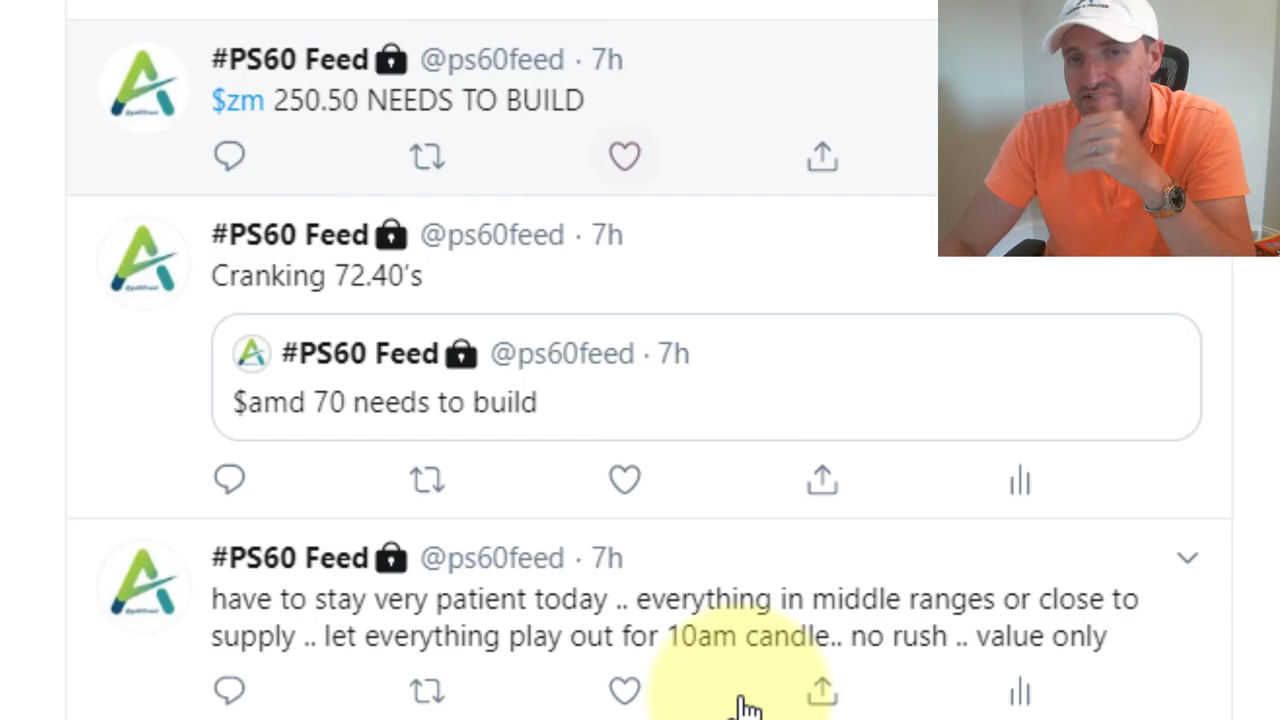 #PS60 Feed @ps60feed · 7h
$zm 250.50 NEEDS TO BUILD
#PS60 Feed @ps60feed · 7h
Cranking 72.40's
#PS60 Feed @ps60feed · 7h
$amd 70 needs to build
#PS60 Feed @ps60feed · 7h
have to stay very patient today .. everything in middle ranges or close to
supply .. let everything play out for 10am candle.. no rush .. value only